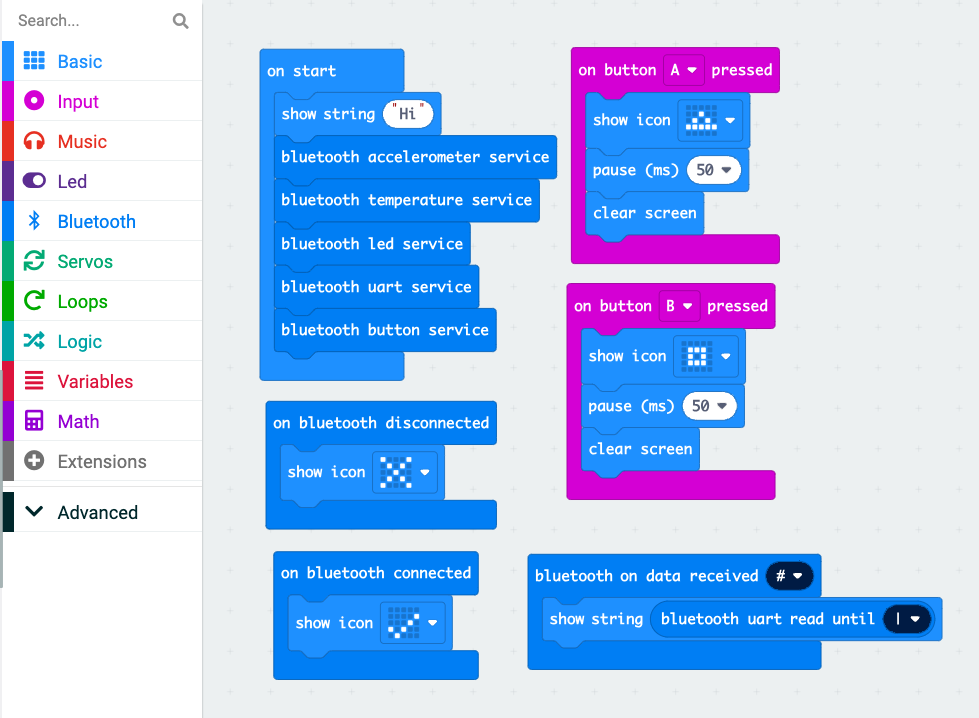 Search...
Basic
Input
Music
Led
Bluetooth
Servos
Loops
Logic
Variables
Math
Extensions
Advanced
on start
show string "Hi"
bluetooth accelerometer service
bluetooth temperature service
bluetooth led service
bluetooth uart service
bluetooth button service
on bluetooth disconnected
show icon
on bluetooth connected
show icon
on button A pressed
show icon
pause (ms) 50
clear screen
on button B pressed
show icon
pause (ms) 50
clear screen
bluetooth on data received #
show string bluetooth uart read until |